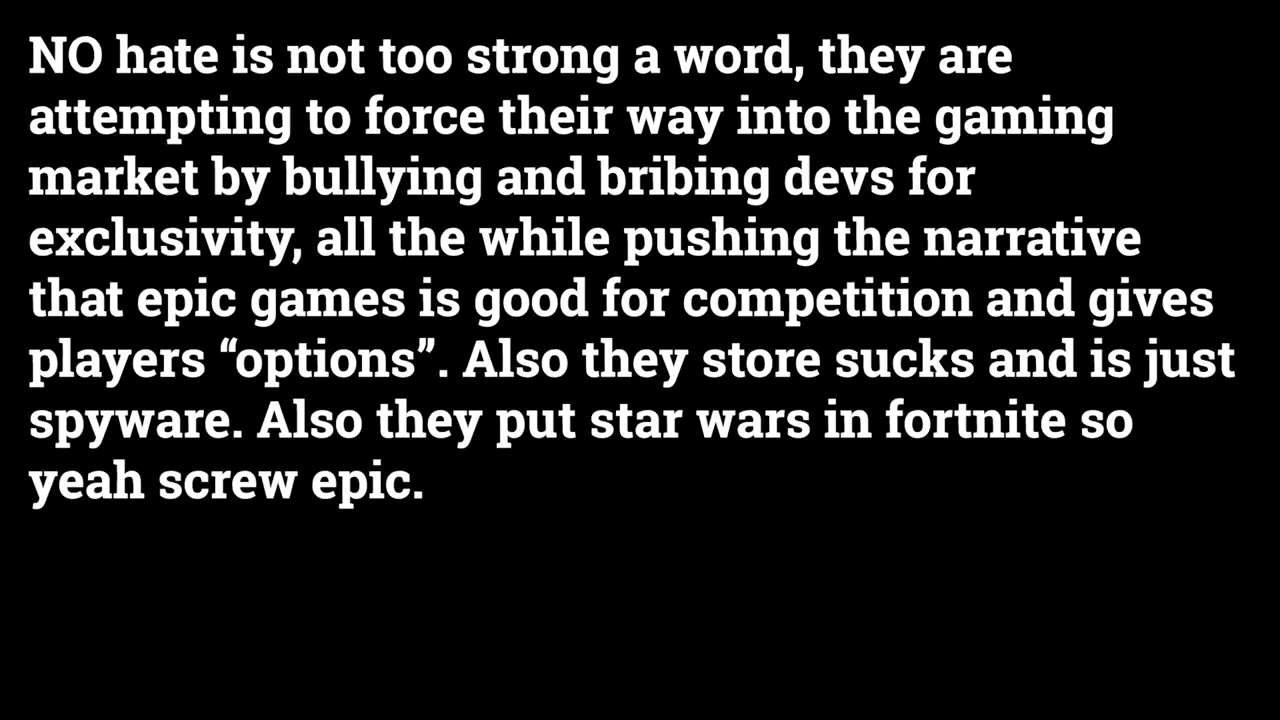 NO hate is not too strong a word, they are
attempting to force their way into the gaming
market by bullying and bribing devs for
exclusivity, all the while pushing the narrative
that epic games is good for competition and gives
players “options”. Also they store sucks and is just
spyware. Also they put star wars in fortnite so
yeah screw epic.